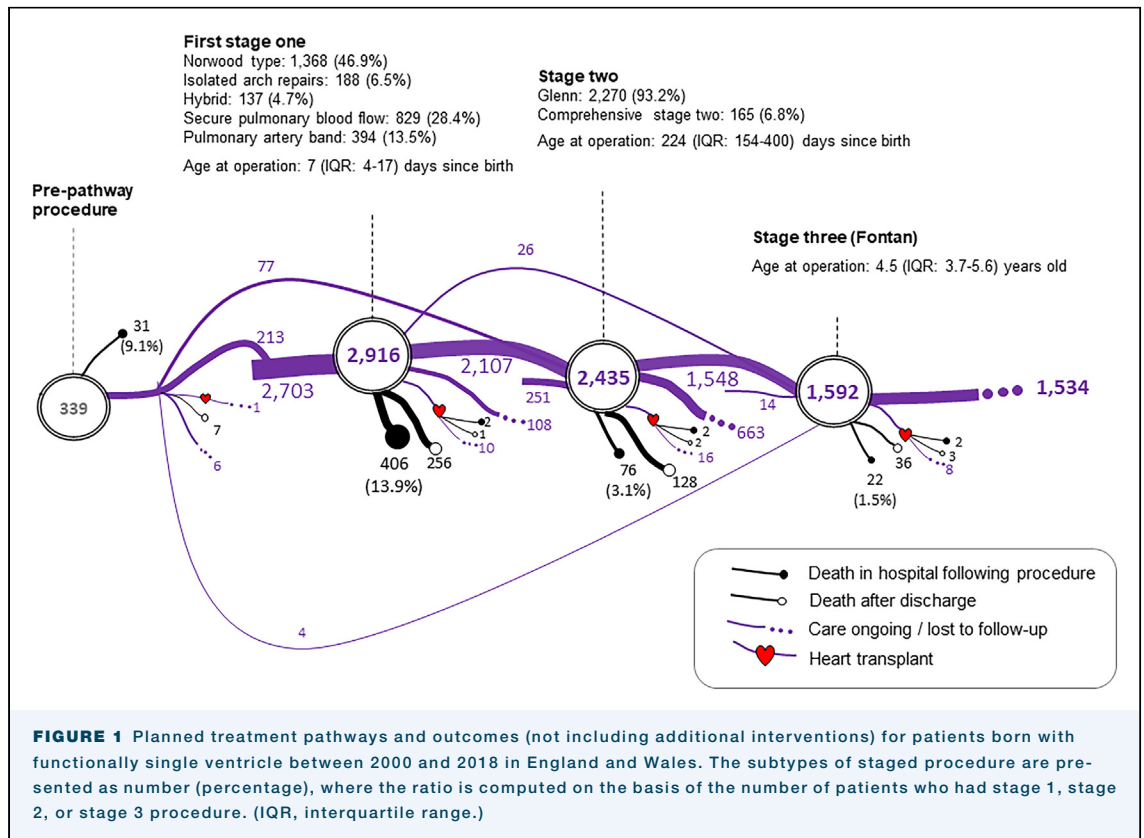 First stage one
Norwood type: 1,368 (46.9%)
Isolated arch repairs: 188 (6.5%)
Hybrid: 137 (4.7%)
Secure pulmonary blood flow: 829 (28.4%)
Pulmonary artery band: 394 (13.5%)
Age at operation: 7 (IQR: 4-17) days since birth
Stage two
Glenn: 2,270 (93.2%)
Comprehensive stage two: 165 (6.8%)
Age at operation: 224 (IQR: 154-400) days since birth
Pre-pathway
procedure
Stage three (Fontan)
Age at operation: 4.5 (IQR: 3.7-5.6) years old
26
77
31
(9.1%)
213
2,916
2,107
2,435
1,548
1,592
1,534
339
2,703
1
7
6
251
108
2
1
10
406
(13.9%)
256
14
663
2
2
16
76
(3.1%)
128
2
3
8
36
22
(1.5%)
4
Death in hospital following procedure
Death after discharge
Care ongoing / lost to follow-up
Heart transplant
FIGURE 1 Planned treatment pathways and outcomes (not including additional interventions) for patients born with
functionally single ventricle between 2000 and 2018 in England and Wales. The subtypes of staged procedure are pre-
sented as number (percentage), where the ratio is computed on the basis of the number of patients who had stage 1, stage
2, or stage 3 procedure. (IQR, interquartile range.)